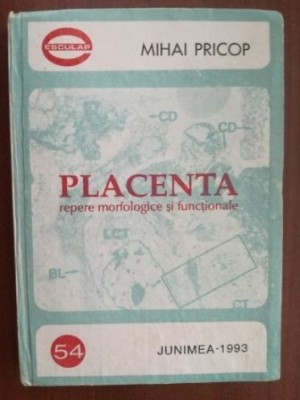 ESCULAP
MIHAI PRICOP
CD
CD
PLACENTA
repere morfologice și funcționale
LCT
BL
CT
54
JUNIMEA-1993